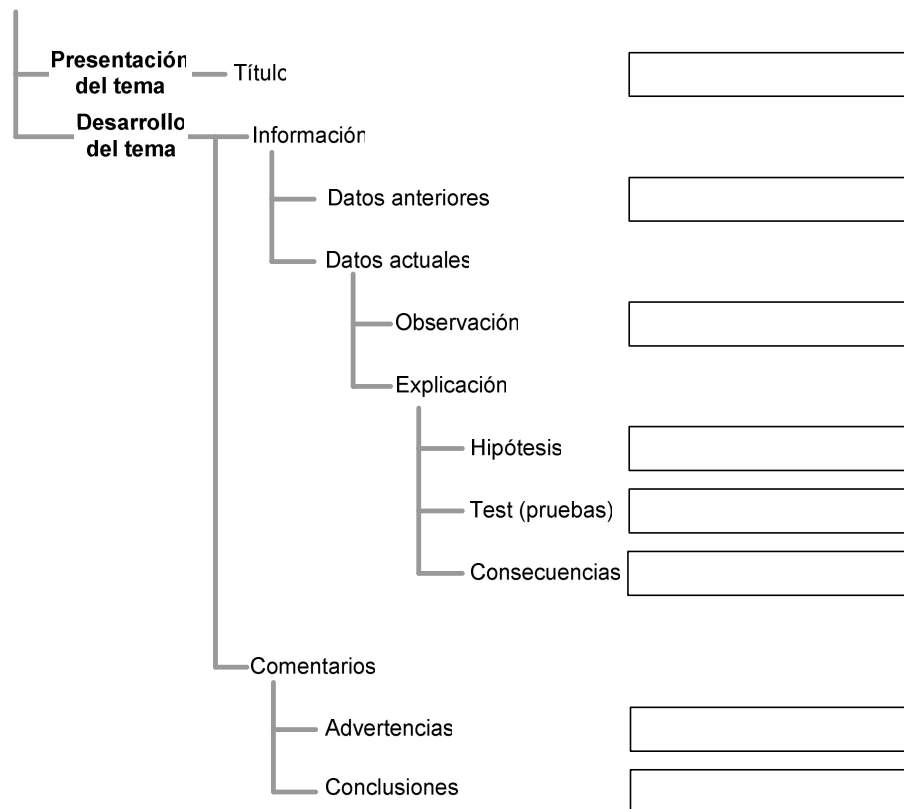 Presentación
del tema
Título
Desarrollo
del tema
Información
Datos anteriores
Datos actuales
Observación
Explicación
Hipótesis
Test (pruebas)
Consecuencias
Comentarios
Advertencias
Conclusiones